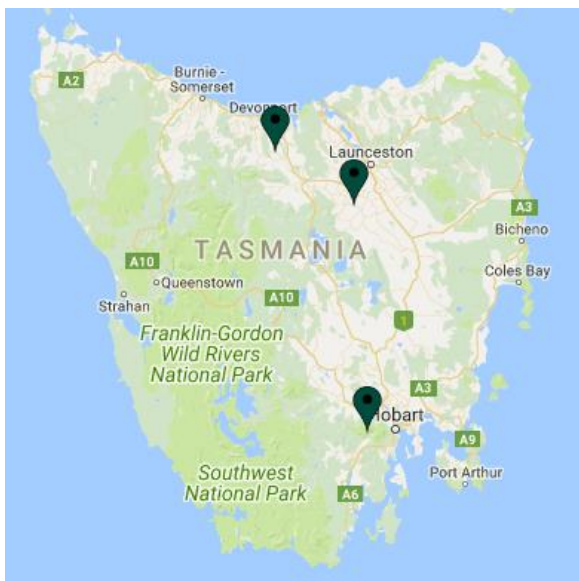 Burnie -
Somerset
A2
Devonport
Launceston
A3
Bicheno
TASMANIA
A10
Queenstown
Coles Bay
Strahan
A10
1
Franklin-Gordon
Wild Rivers
National Park
A3
Hobart
A9
Port Arthur
Southwest
National Park
A6